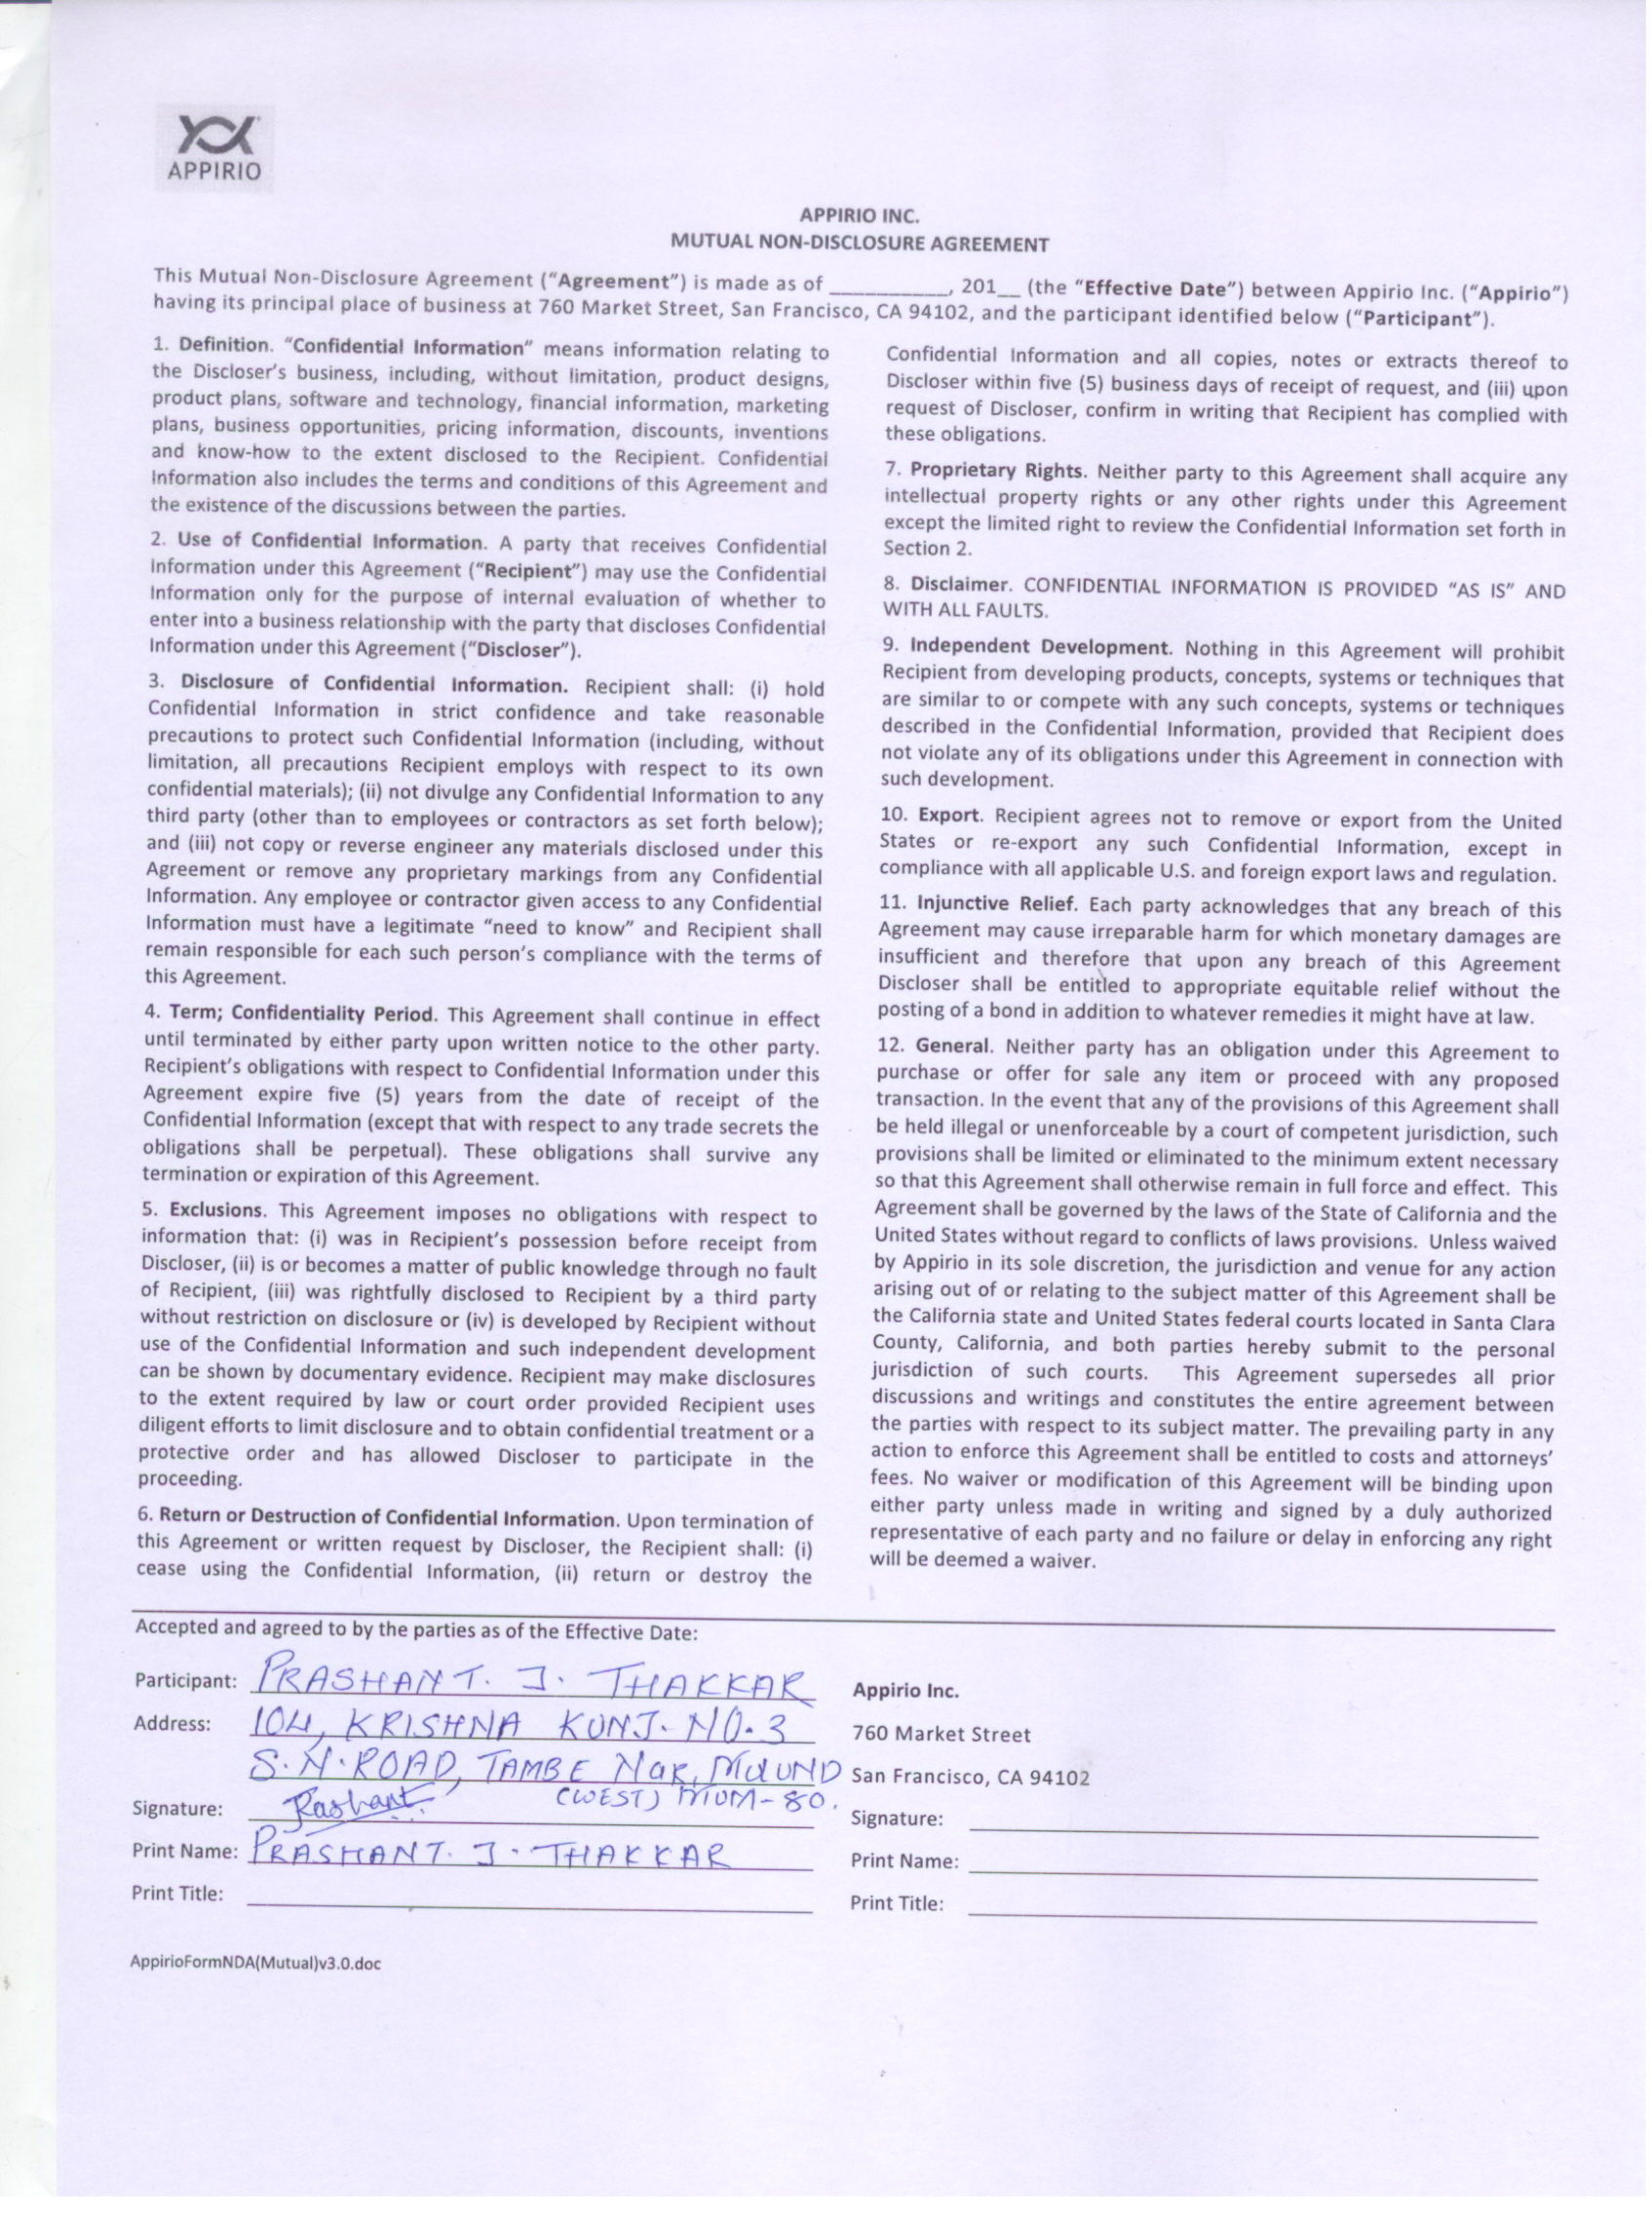 APPIRIO
APPIRIO INC.
MUTUAL NON-DISCLOSURE AGREEMENT
This Mutual Non-Disclosure Agreement (“Agreement”) is made as of __________, 201__ (the “Effective Date”) between Appirio Inc. (“Appirio”)
having its principal place of business at 760 Market Street, San Francisco, CA 94102, and the participant identified below (“Participant”).
1. Definition. “Confidential Information” means information relating to
the Discloser’s business, including, without limitation, product designs,
product plans, software and technology, financial information, marketing
plans, business opportunities, pricing information, discounts, inventions
and know-how to the extent disclosed to the Recipient. Confidential
Information also includes the terms and conditions of this Agreement and
the existence of the discussions between the parties.
2. Use of Confidential Information. A party that receives Confidential
Information under this Agreement (“Recipient”) may use the Confidential
Information only for the purpose of internal evaluation of whether to
enter into a business relationship with the party that discloses Confidential
Information under this Agreement (“Discloser”).
3. Disclosure of Confidential Information. Recipient shall: (i) hold
Confidential Information in strict confidence and take reasonable
precautions to protect such Confidential Information (including, without
limitation, all precautions Recipient employs with respect to its own
confidential materials); (ii) not divulge any Confidential Information to any
third party (other than to employees or contractors as set forth below);
and (iii) not copy or reverse engineer any materials disclosed under this
Agreement or remove any proprietary markings from any Confidential
Information. Any employee or contractor given access to any Confidential
Information must have a legitimate “need to know” and Recipient shall
remain responsible for each such person’s compliance with the terms of
this Agreement.
4. Term; Confidentiality Period. This Agreement shall continue in effect
until terminated by either party upon written notice to the other party.
Recipient’s obligations with respect to Confidential Information under this
Agreement expire five (5) years from the date of receipt of the
Confidential Information (except that with respect to any trade secrets the
obligations shall be perpetual). These obligations shall survive any
termination or expiration of this Agreement.
5. Exclusions. This Agreement imposes no obligations with respect to
information that: (i) was in Recipient’s possession before receipt from
Discloser, (ii) is or becomes a matter of public knowledge through no fault
of Recipient, (iii) was rightfully disclosed to Recipient by a third party
without restriction on disclosure or (iv) is developed by Recipient without
use of the Confidential Information and such independent development
can be shown by documentary evidence. Recipient may make disclosures
to the extent required by law or court order provided Recipient uses
diligent efforts to limit disclosure and to obtain confidential treatment or a
protective order and has allowed Discloser to participate in the
proceeding.
6. Return or Destruction of Confidential Information. Upon termination of
this Agreement or written request by Discloser, the Recipient shall: (i)
cease using the Confidential Information, (ii) return or destroy the
Confidential Information and all copies, notes or extracts thereof to
Discloser within five (5) business days of receipt of request, and (iii) upon
request of Discloser, confirm in writing that Recipient has complied with
these obligations.
7. Proprietary Rights. Neither party to this Agreement shall acquire any
intellectual property rights or any other rights under this Agreement
except the limited right to review the Confidential Information set forth in
Section 2.
8. Disclaimer. CONFIDENTIAL INFORMATION IS PROVIDED “AS IS” AND
WITH ALL FAULTS.
9. Independent Development. Nothing in this Agreement will prohibit
Recipient from developing products, concepts, systems or techniques that
are similar to or compete with any such concepts, systems or techniques
described in the Confidential Information, provided that Recipient does
not violate any of its obligations under this Agreement in connection with
such development.
10. Export. Recipient agrees not to remove or export from the United
States or re-export any such Confidential Information, except in
compliance with all applicable U.S. and foreign export laws and regulation.
11. Injunctive Relief. Each party acknowledges that any breach of this
Agreement may cause irreparable harm for which monetary damages are
insufficient and therefore that upon any breach of this Agreement
Discloser shall be entitled to appropriate equitable relief without the
posting of a bond in addition to whatever remedies it might have at law.
12. General. Neither party has an obligation under this Agreement to
purchase or offer for sale any item or proceed with any proposed
transaction. In the event that any of the provisions of this Agreement shall
be held illegal or unenforceable by a court of competent jurisdiction, such
provisions shall be limited or eliminated to the minimum extent necessary
so that this Agreement shall otherwise remain in full force and effect. This
Agreement shall be governed by the laws of the State of California and the
United States without regard to conflicts of laws provisions. Unless waived
by Appirio in its sole discretion, the jurisdiction and venue for any action
arising out of or relating to the subject matter of this Agreement shall be
the California state and United States federal courts located in Santa Clara
County, California, and both parties hereby submit to the personal
jurisdiction of such courts. This Agreement supersedes all prior
discussions and writings and constitutes the entire agreement between
the parties with respect to its subject matter. The prevailing party in any
action to enforce this Agreement shall be entitled to costs and attorneys’
fees. No waiver or modification of this Agreement will be binding upon
either party unless made in writing and signed by a duly authorized
representative of each party and no failure or delay in enforcing any right
will be deemed a waiver.
Accepted and agreed to by the parties as of the Effective Date:
Participant: PRASHANT. J. THAKKAR
Address: 104, KRISHNA KUNJ. NO. 3
S.N. ROAD, TAMBE NAR, MULUND
(WEST) MUM-80.
Signature: Rashant
Print Name: PRASHANT. J. THAKKAR
Print Title:
Appirio Inc.
760 Market Street
San Francisco, CA 94102
Signature:
Print Name:
Print Title:
AppirioFormNDA(Mutual)v3.0.doc